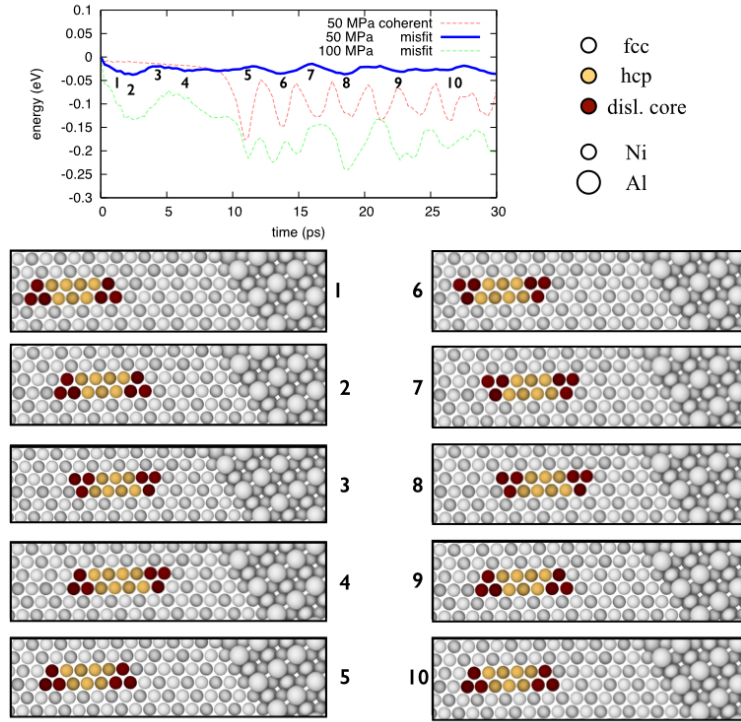 0.1
0.05
0
-0.05
-0.1
-0.15
-0.2
-0.25
-0.3
energy (eV)
50 MPa coherent
50 MPa misfit
100 MPa misfit
1 2 3 4 5 6 7 8 9 10
0 5 10 15 20 25 30
time (ps)
fcc
hcp
disl. core
Ni
Al
1
2
3
4
5
6
7
8
9
10